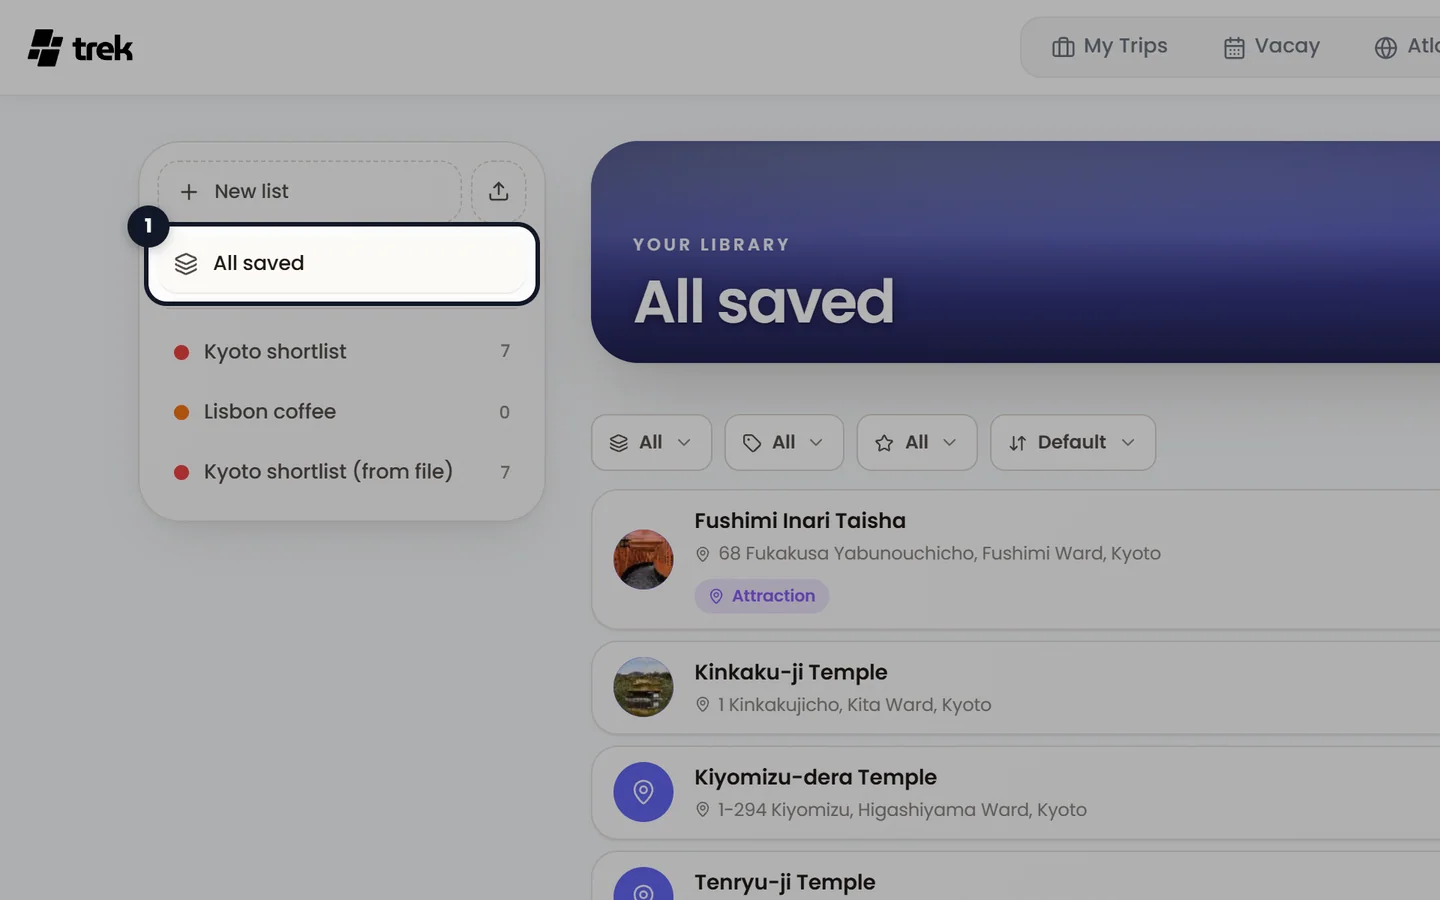 trek
My Trips
Vacay
New list
1
All saved
Kyoto shortlist 7
Lisbon coffee 0
Kyoto shortlist (from file) 7
YOUR LIBRARY
All saved
All
All
All
Default
Fushimi Inari Taisha
68 Fukakusa Yabunouchicho, Fushimi Ward, Kyoto
Attraction
Kinkaku-ji Temple
1 Kinkakujicho, Kita Ward, Kyoto
Kiyomizu-dera Temple
1-294 Kiyomizu, Higashiyama Ward, Kyoto
Tenryu-ji Temple